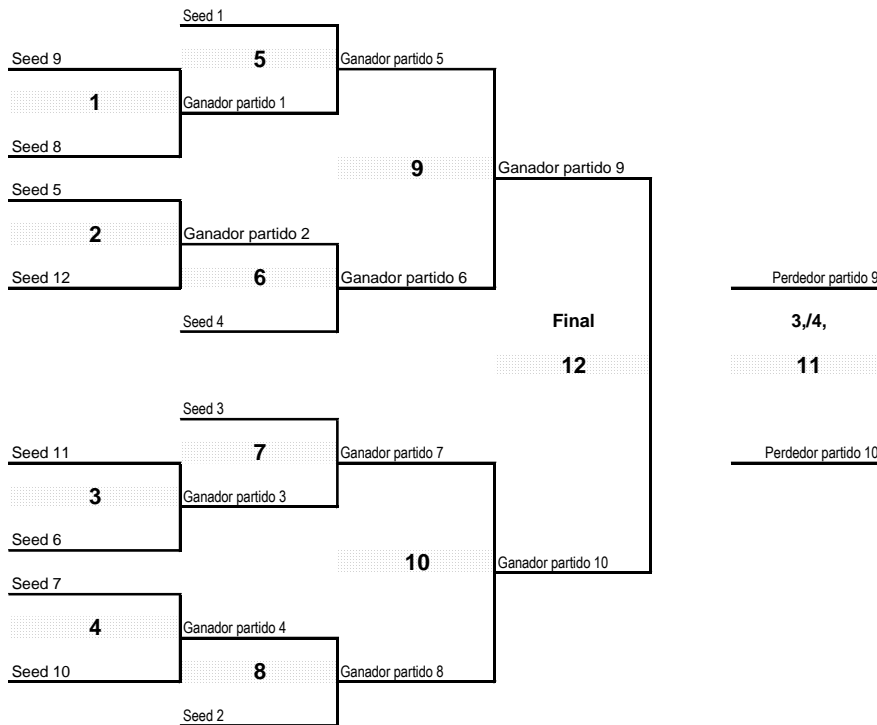 Seed 1
Seed 9
5
Ganador partido 5
1
Ganador partido 1
Seed 8
9
Ganador partido 9
Seed 5
2
Ganador partido 2
Seed 12
6
Ganador partido 6
Perdedor partido 9
Seed 4
Final
3,/4,
12
11
Seed 3
Seed 11
7
Ganador partido 7
Perdedor partido 10
3
Ganador partido 3
Seed 6
10
Ganador partido 10
Seed 7
4
Ganador partido 4
Seed 10
8
Ganador partido 8
Seed 2